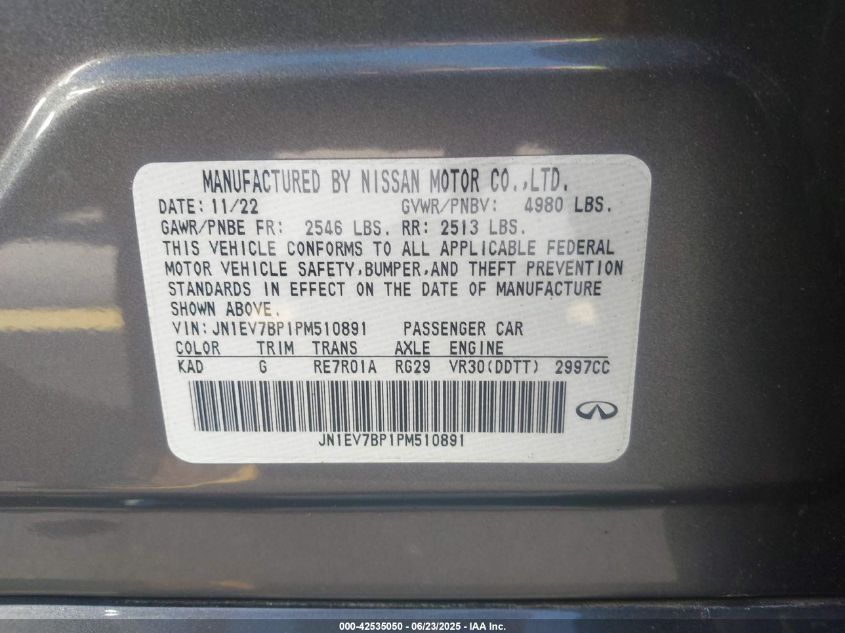 MANUFACTURED BY NISSAN MOTOR CO.,LTD.
DATE: 11/22 GVWR/PNBV: 4980 LBS.
GAWR/PNBE FR: 2546 LBS. RR: 2513 LBS.
THIS VEHICLE CONFORMS TO ALL APPLICABLE FEDERAL
MOTOR VEHICLE SAFETY,BUMPER,AND THEFT PREVENTION
STANDARDS IN EFFECT ON THE DATE OF MANUFACTURE
SHOWN ABOVE.
VIN: JN1EV7BP1PM510891 PASSENGER CAR
COLOR TRIM TRANS AXLE ENGINE
KAD G RE7R01A RG29 VR30(DDTT) 2997CC
JN1EV7BP1PM510891
000-42535050 - 06/23/2025 - IAA Inc.